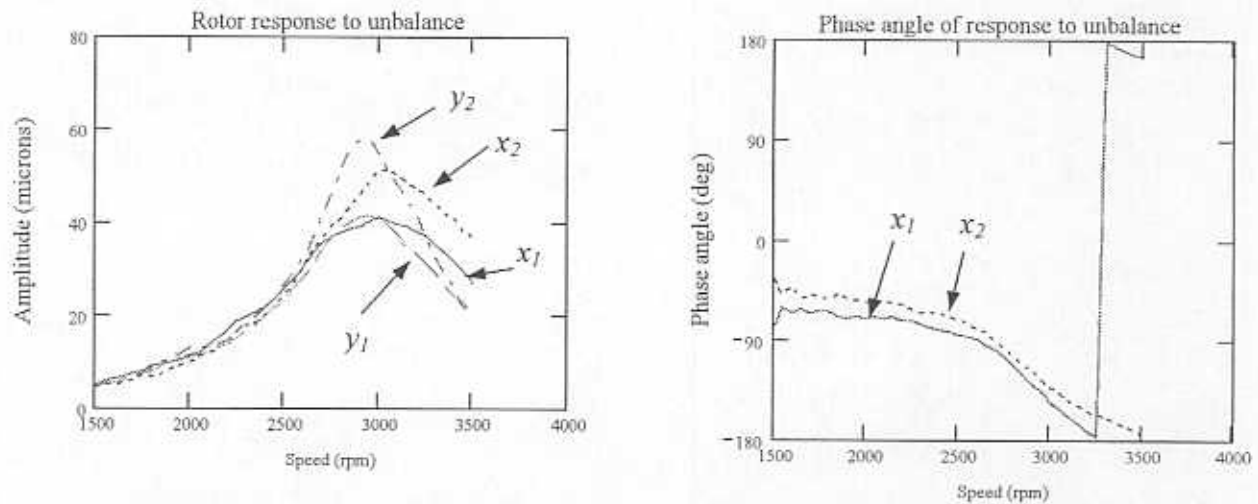 Rotor response to unbalance
80
60
40
20
0
Amplitude (microns)
y2
x2
x1
y1
1500 2000 2500 3000 3500 4000
Speed (rpm)
Phase angle of response to unbalance
180
90
0
−90
−180
Phase angle (deg)
x1
x2
1500 2000 2500 3000 3500 4000
Speed (rpm)